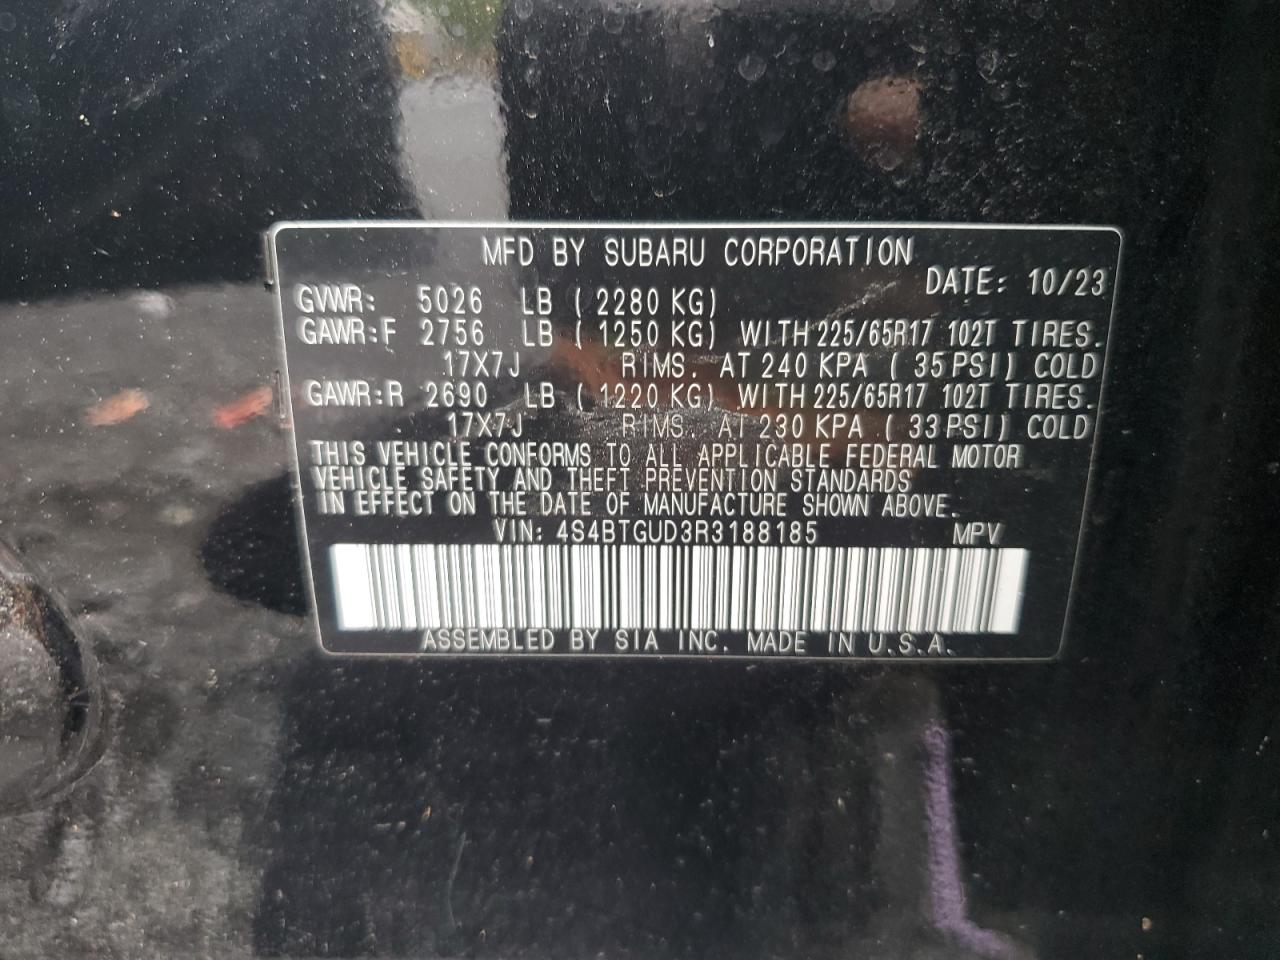 MFD BY SUBARU CORPORATION
DATE: 10/23
GVWR: 5026 LB ( 2280 KG)
GAWR:F 2756 LB ( 1250 KG) WITH 225/65R17 102T TIRES.
17X7J RIMS. AT 240 KPA ( 35 PSI) COLD
GAWR:R 2690 LB ( 1220 KG) WITH 225/65R17 102T TIRES.
17X7J RIMS. AT 230 KPA ( 33 PSI) COLD
THIS VEHICLE CONFORMS TO ALL APPLICABLE FEDERAL MOTOR
VEHICLE SAFETY AND THEFT PREVENTION STANDARDS
IN EFFECT ON THE DATE OF MANUFACTURE SHOWN ABOVE.
VIN: 4S4BTGUD3R3188185 MPV
ASSEMBLED BY SIA INC. MADE IN U.S.A.